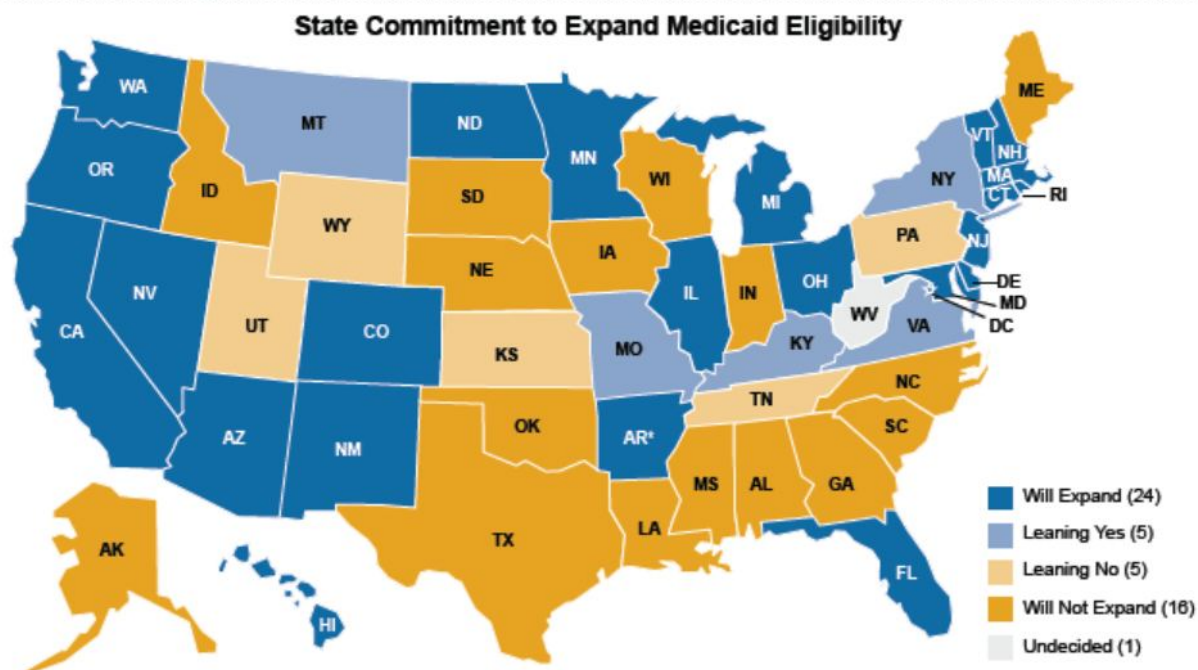 State Commitment to Expand Medicaid Eligibility
WA
MT
ND
MN
ME
VT
NH
OR
ID
SD
WI
MI
NY
MA
CT
RI
WY
NE
IA
PA
NJ
NV
UT
CO
IL
IN
OH
DE
MD
DC
WV
VA
CA
KS
MO
KY
NC
TN
AZ
NM
OK
AR*
SC
MS
AL
GA
TX
LA
AK
HI
FL
Will Expand (24)
Leaning Yes (5)
Leaning No (5)
Will Not Expand (16)
Undecided (1)